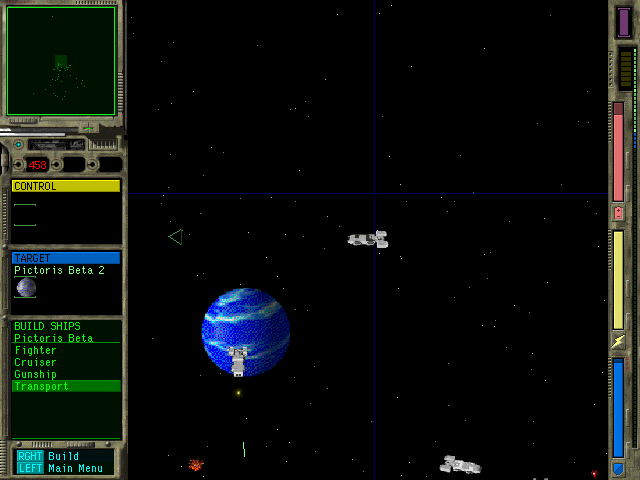 458
CONTROL
TARGET
Pictoris Beta 2
BUILD SHIPS
Pictoris Beta
Fighter
Cruiser
Gunship
Transport
RGHT Build
LEFT Main Menu